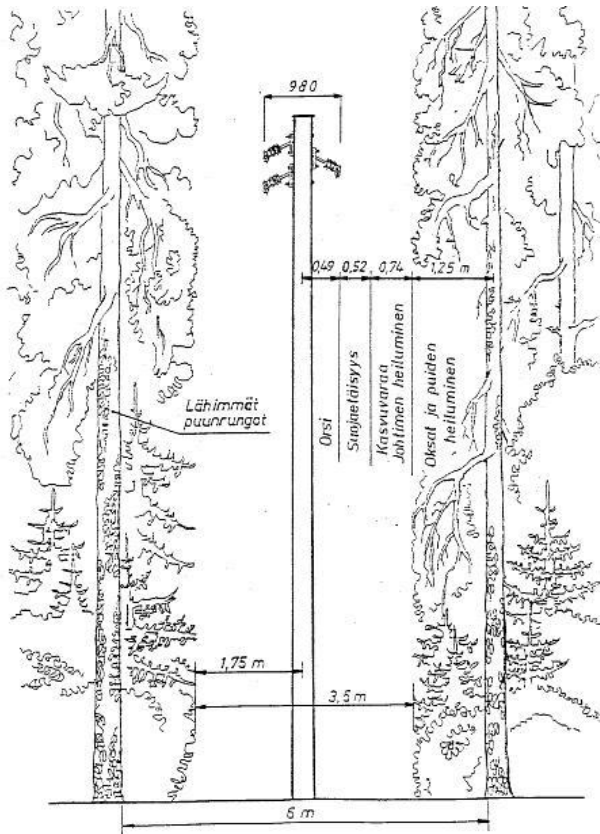 980
0,49 0,52 0,74 1,25 m
Orsi
Suojaetäisyys
Kasvuvaraa
Johtimen heiluminen
Oksat ja puiden
heiluminen
Lähimmät
puunrungot
1,75 m
3,5 m
6 m